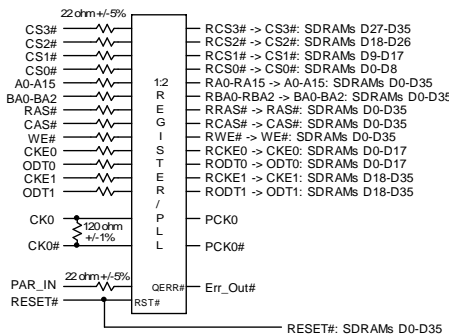 22 ohm +/-5%
CS3# RCS3# -> CS3#: SDRAMs D27-D35
CS2# RCS2# -> CS2#: SDRAMs D18-D26
CS1# RCS1# -> CS1#: SDRAMs D9-D17
CS0# RCS0# -> CS0#: SDRAMs D0-D8
A0-A15 1:2 RA0-RA15 -> A0-A15: SDRAMs D0-D35
BA0-BA2 R RBA0-RBA2 -> BA0-BA2: SDRAMs D0-D35
RAS# E RRAS# -> RAS#: SDRAMs D0-D35
CAS# G RCAS# -> CAS#: SDRAMs D0-D35
WE# I RWE# -> WE#: SDRAMs D0-D35
CKE0 S RCKE0 -> CKE0: SDRAMs D0-D17
ODT0 T RODT0 -> ODT0: SDRAMs D0-D17
CKE1 E RCKE1 -> CKE1: SDRAMs D18-D35
ODT1 R RODT1 -> ODT1: SDRAMs D18-D35
/
CK0 P PCK0
120 ohm L
+/-1%
CK0# L PCK0#
22 ohm +/-5%
PAR_IN QERR# Err_Out#
RESET# RST#
RESET#: SDRAMs D0-D35